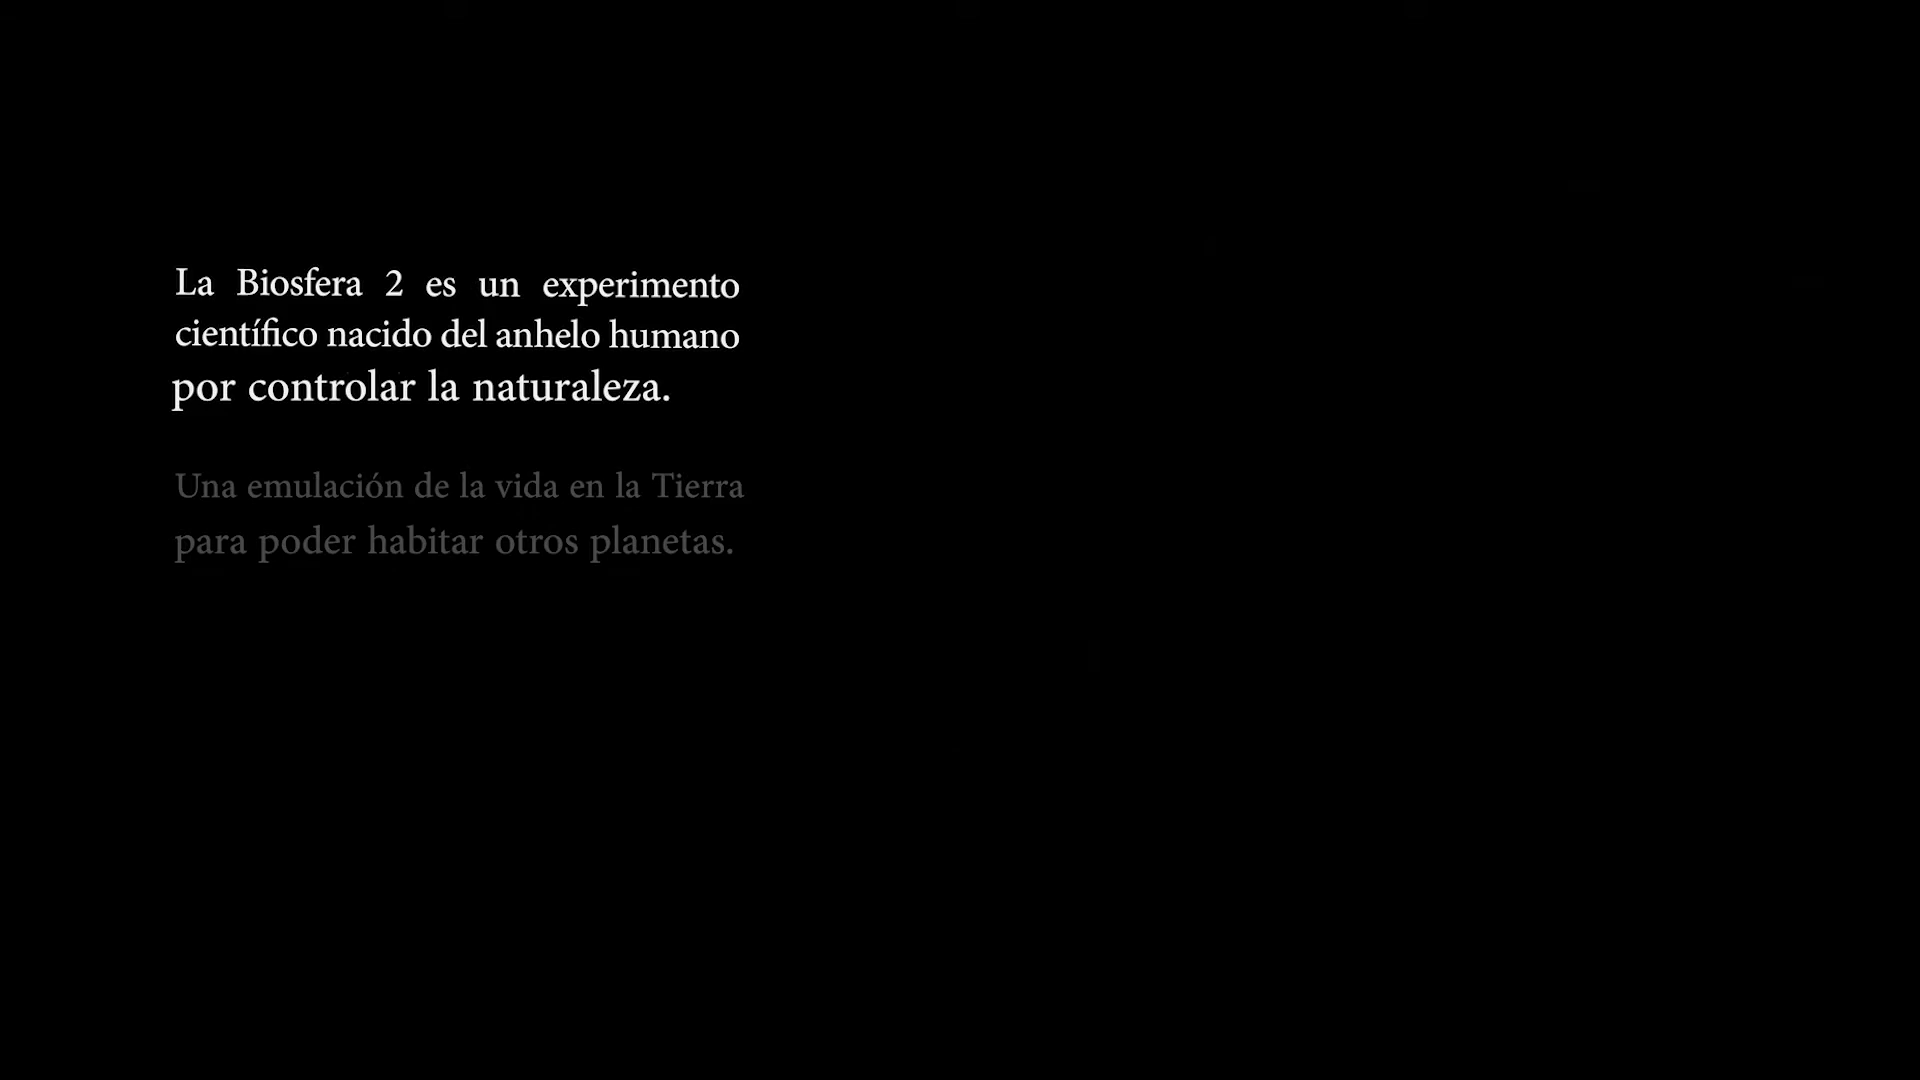 La Biosfera 2 es un experimento
científico nacido del anhelo humano
por controlar la naturaleza.
Una emulación de la vida en la Tierra
para poder habitar otros planetas.